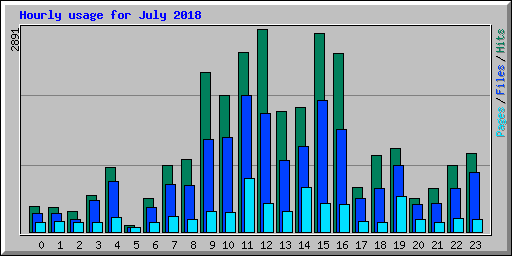 Hourly usage for July 2018
2891
Pages/Files/Hits
0 1 2 3 4 5 6 7 8 9 10 11 12 13 14 15 16 17 18 19 20 21 22 23